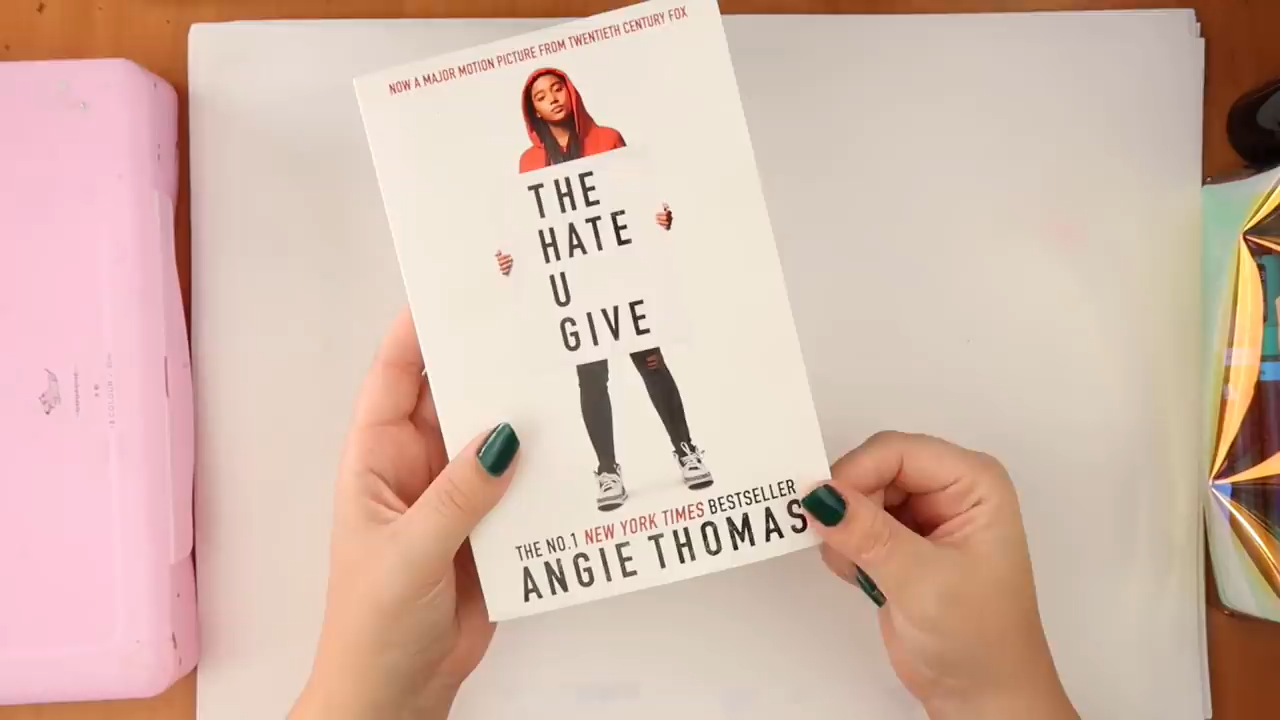 NOW A MAJOR MOTION PICTURE FROM TWENTIETH CENTURY FOX
THE
HATE
U
GIVE
THE NO.1 NEW YORK TIMES BESTSELLER
ANGIE THOMAS